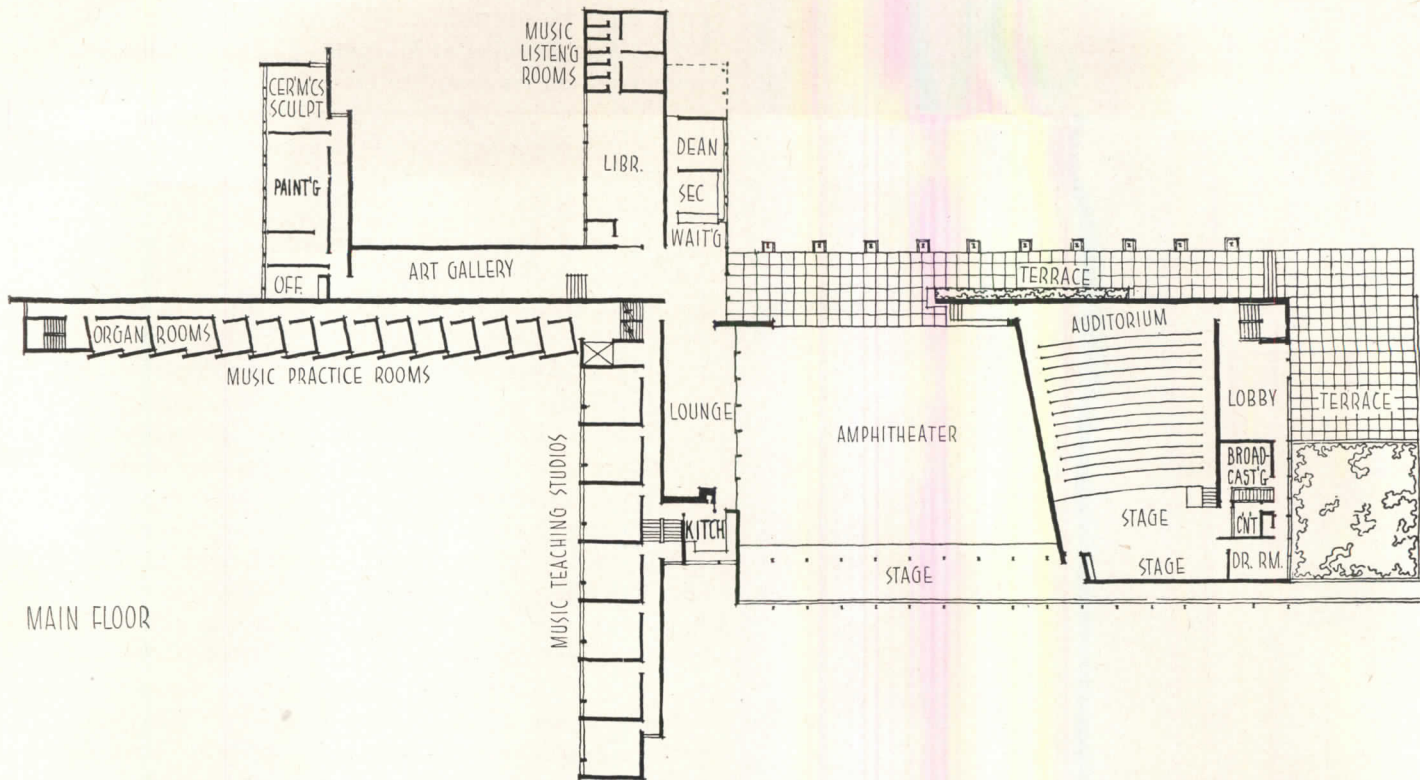 MUSIC
LISTEN'G
ROOMS
CER'M'CS
SCULPT
DEAN
LIBR.
PAINT'G
SEC
WAIT'G
ART GALLERY
OFF.
TERRACE
ORGAN ROOMS
AUDITORIUM
MUSIC PRACTICE ROOMS
LOUNGE
LOBBY
TERRACE
AMPHITHEATER
BROAD-
CAST'G
MUSIC TEACHING STUDIOS
STAGE
C'N'T
KITCH
STAGE
STAGE
DR. RM.
MAIN FLOOR